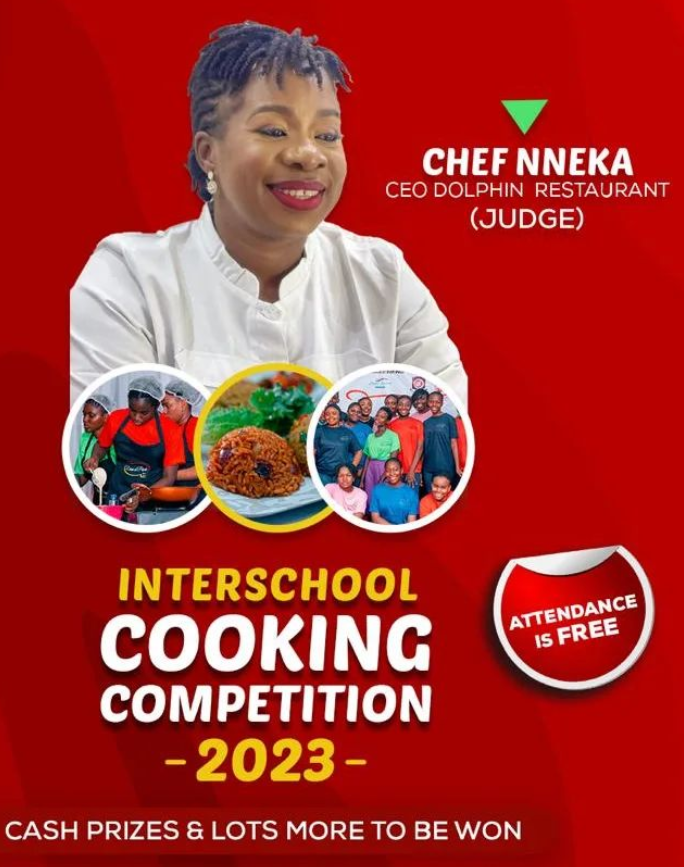 CHEF NNEKA
CEO DOLPHIN RESTAURANT
(JUDGE)
INTERSCHOOL
COOKING
COMPETITION
-2023-
ATTENDANCE
IS FREE
CASH PRIZES & LOTS MORE TO BE WON